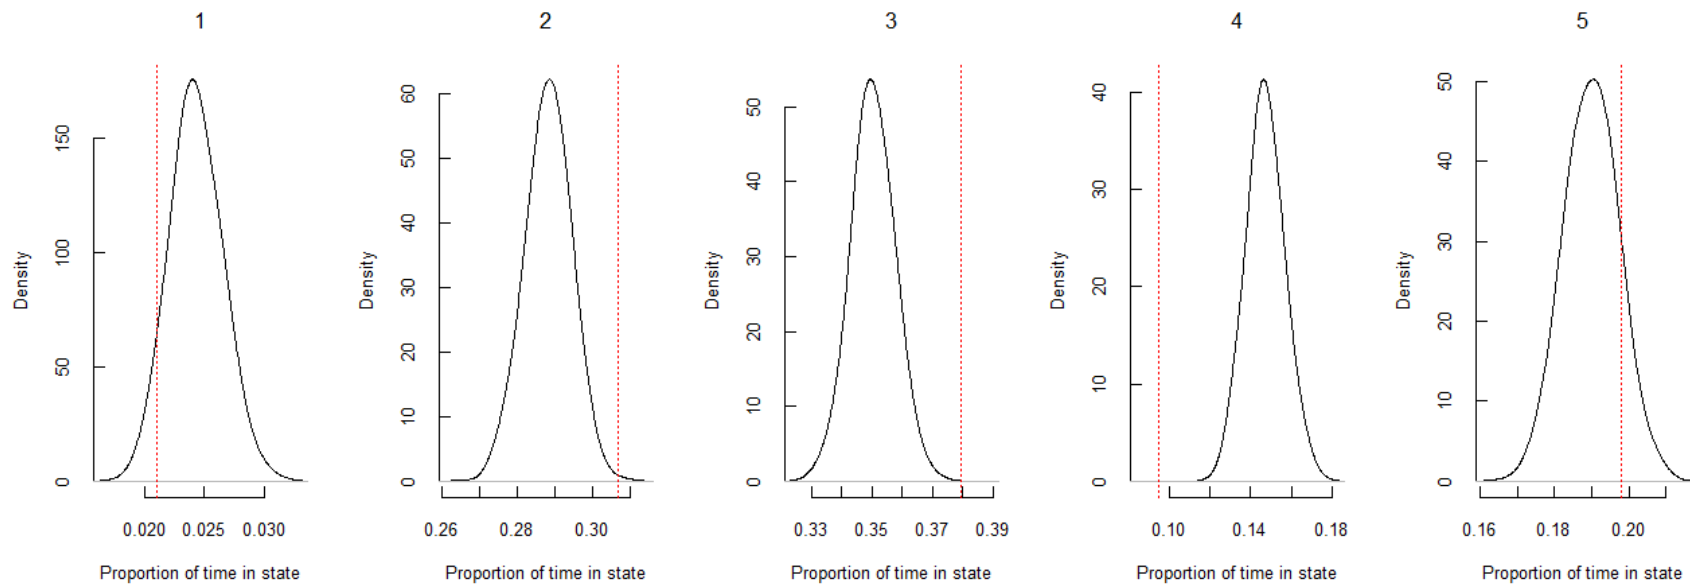 1
Density
0
50
100
150
0.020 0.025 0.030
Proportion of time in state
2
Density
0
10
20
30
40
50
60
0.26 0.28 0.30
Proportion of time in state
3
Density
0
10
20
30
40
50
0.33 0.35 0.37 0.39
Proportion of time in state
4
Density
0
10
20
30
40
0.10 0.14 0.18
Proportion of time in state
5
Density
0
10
20
30
40
50
0.16 0.18 0.20
Proportion of time in state